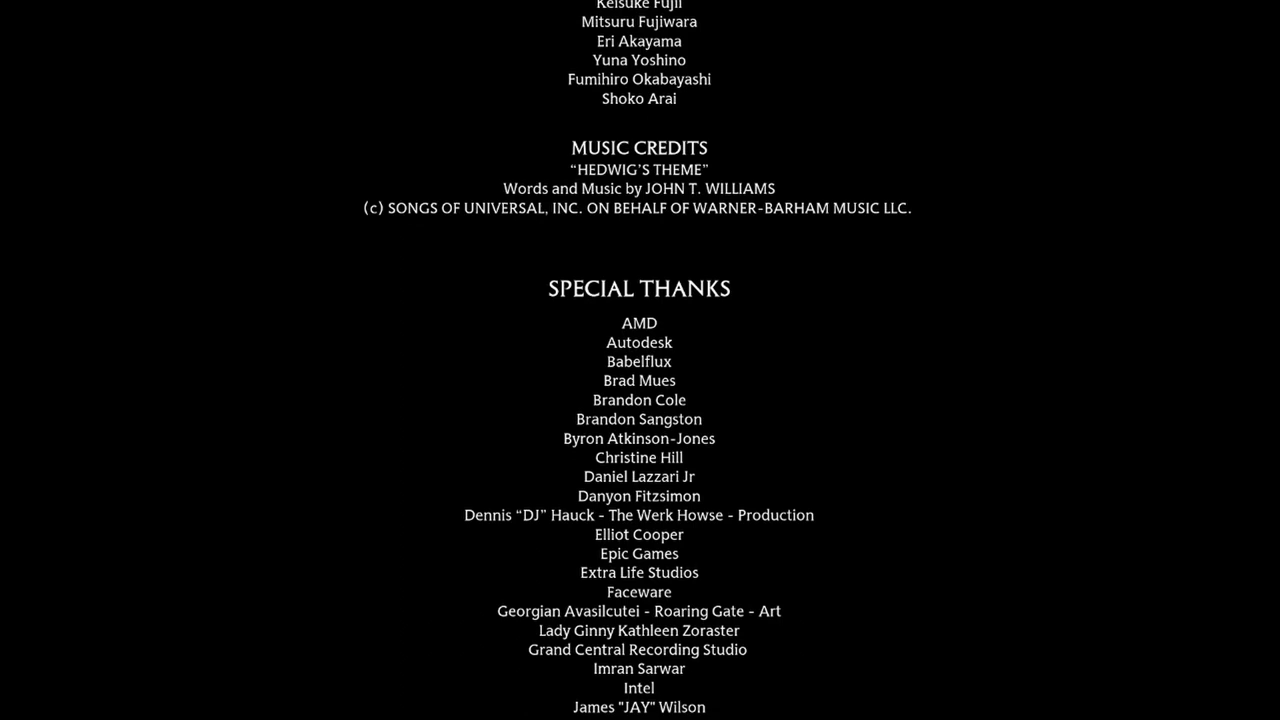 Keisuke Fujii
Mitsuru Fujiwara
Eri Akayama
Yuna Yoshino
Fumihiro Okabayashi
Shoko Arai
MUSIC CREDITS
“HEDWIG’S THEME”
Words and Music by JOHN T. WILLIAMS
(c) SONGS OF UNIVERSAL, INC. ON BEHALF OF WARNER-BARHAM MUSIC LLC.
SPECIAL THANKS
AMD
Autodesk
Babelflux
Brad Mues
Brandon Cole
Brandon Sangston
Byron Atkinson-Jones
Christine Hill
Daniel Lazzari Jr
Danyon Fitzsimon
Dennis “DJ” Hauck - The Werk Howse - Production
Elliot Cooper
Epic Games
Extra Life Studios
Faceware
Georgian Avasilcutei - Roaring Gate - Art
Lady Ginny Kathleen Zoraster
Grand Central Recording Studio
Imran Sarwar
Intel
James "JAY" Wilson